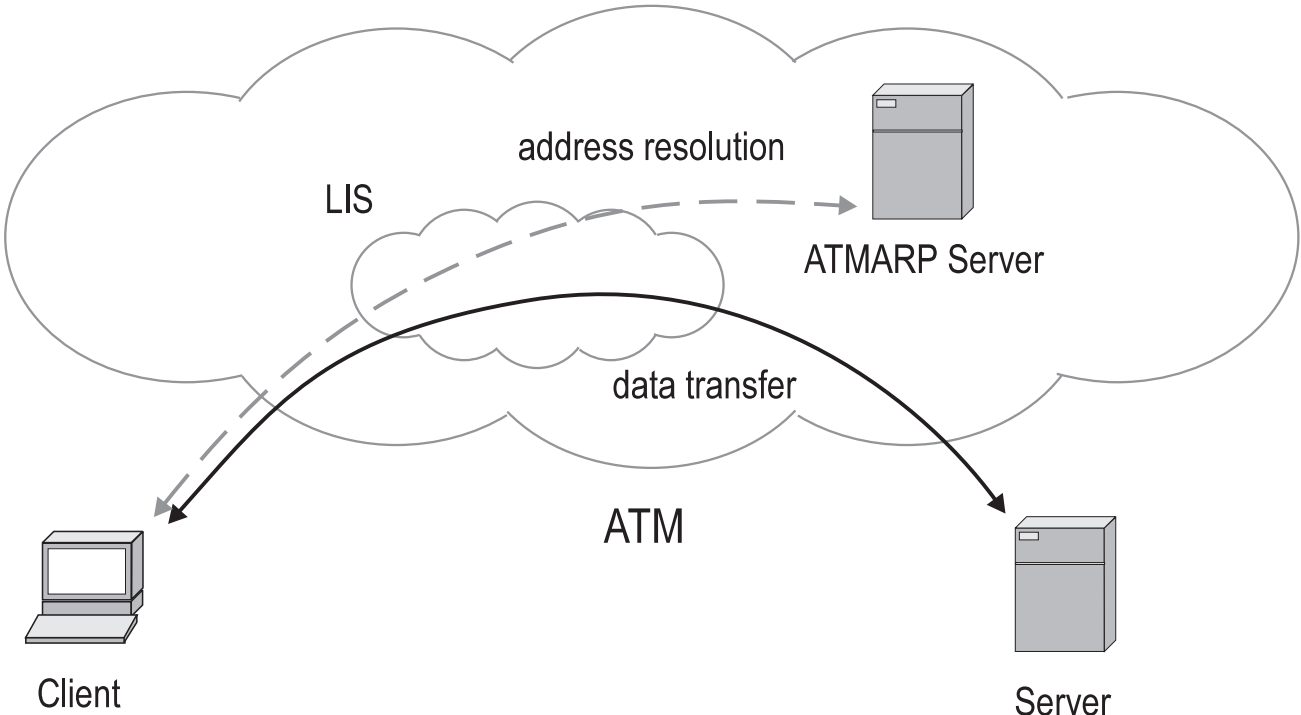 address resolution
LIS
ATMARP Server
data transfer
ATM
Client
Server